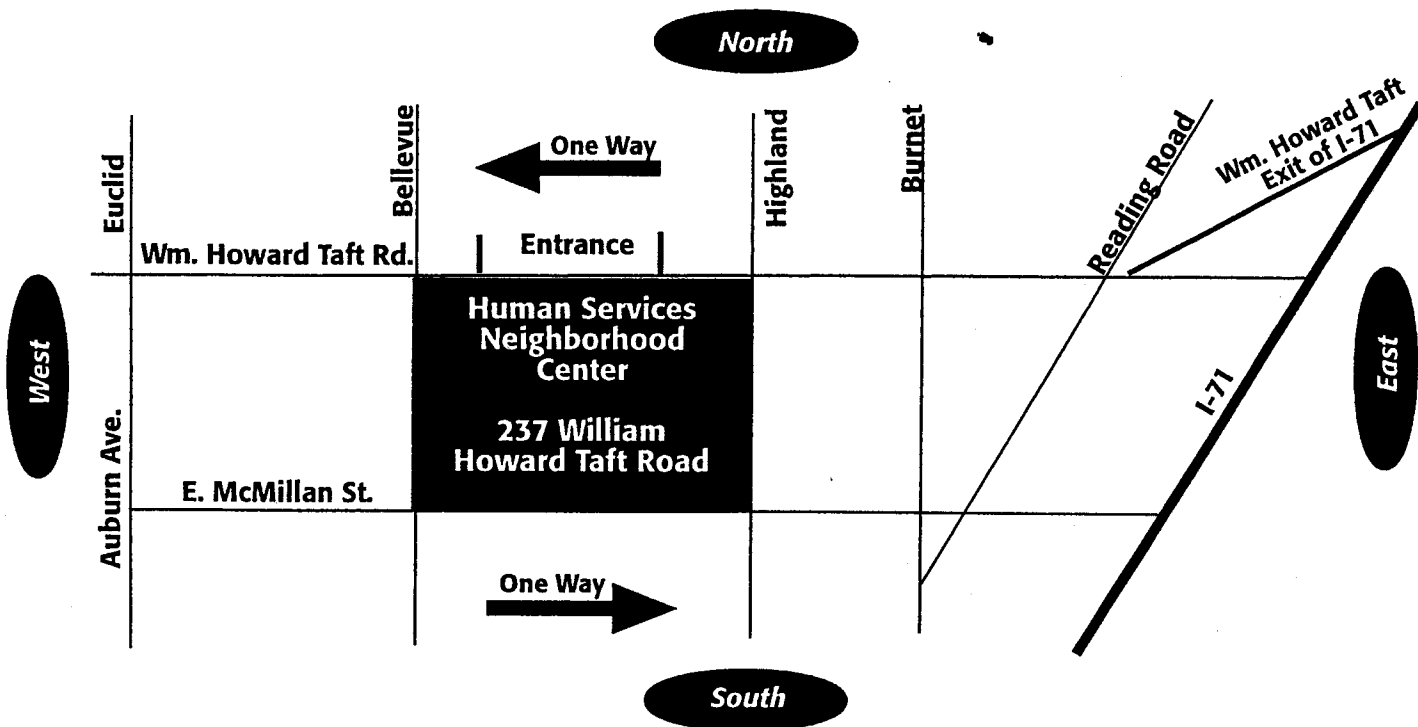 North
Euclid
Bellevue
One Way
Highland
Burnet
Reading Road
Wm. Howard Taft
Exit of I-71
Wm. Howard Taft Rd.
Entrance
West
Human Services
Neighborhood
Center
237 William
Howard Taft Road
I-71
East
Auburn Ave.
E. McMillan St.
One Way
South